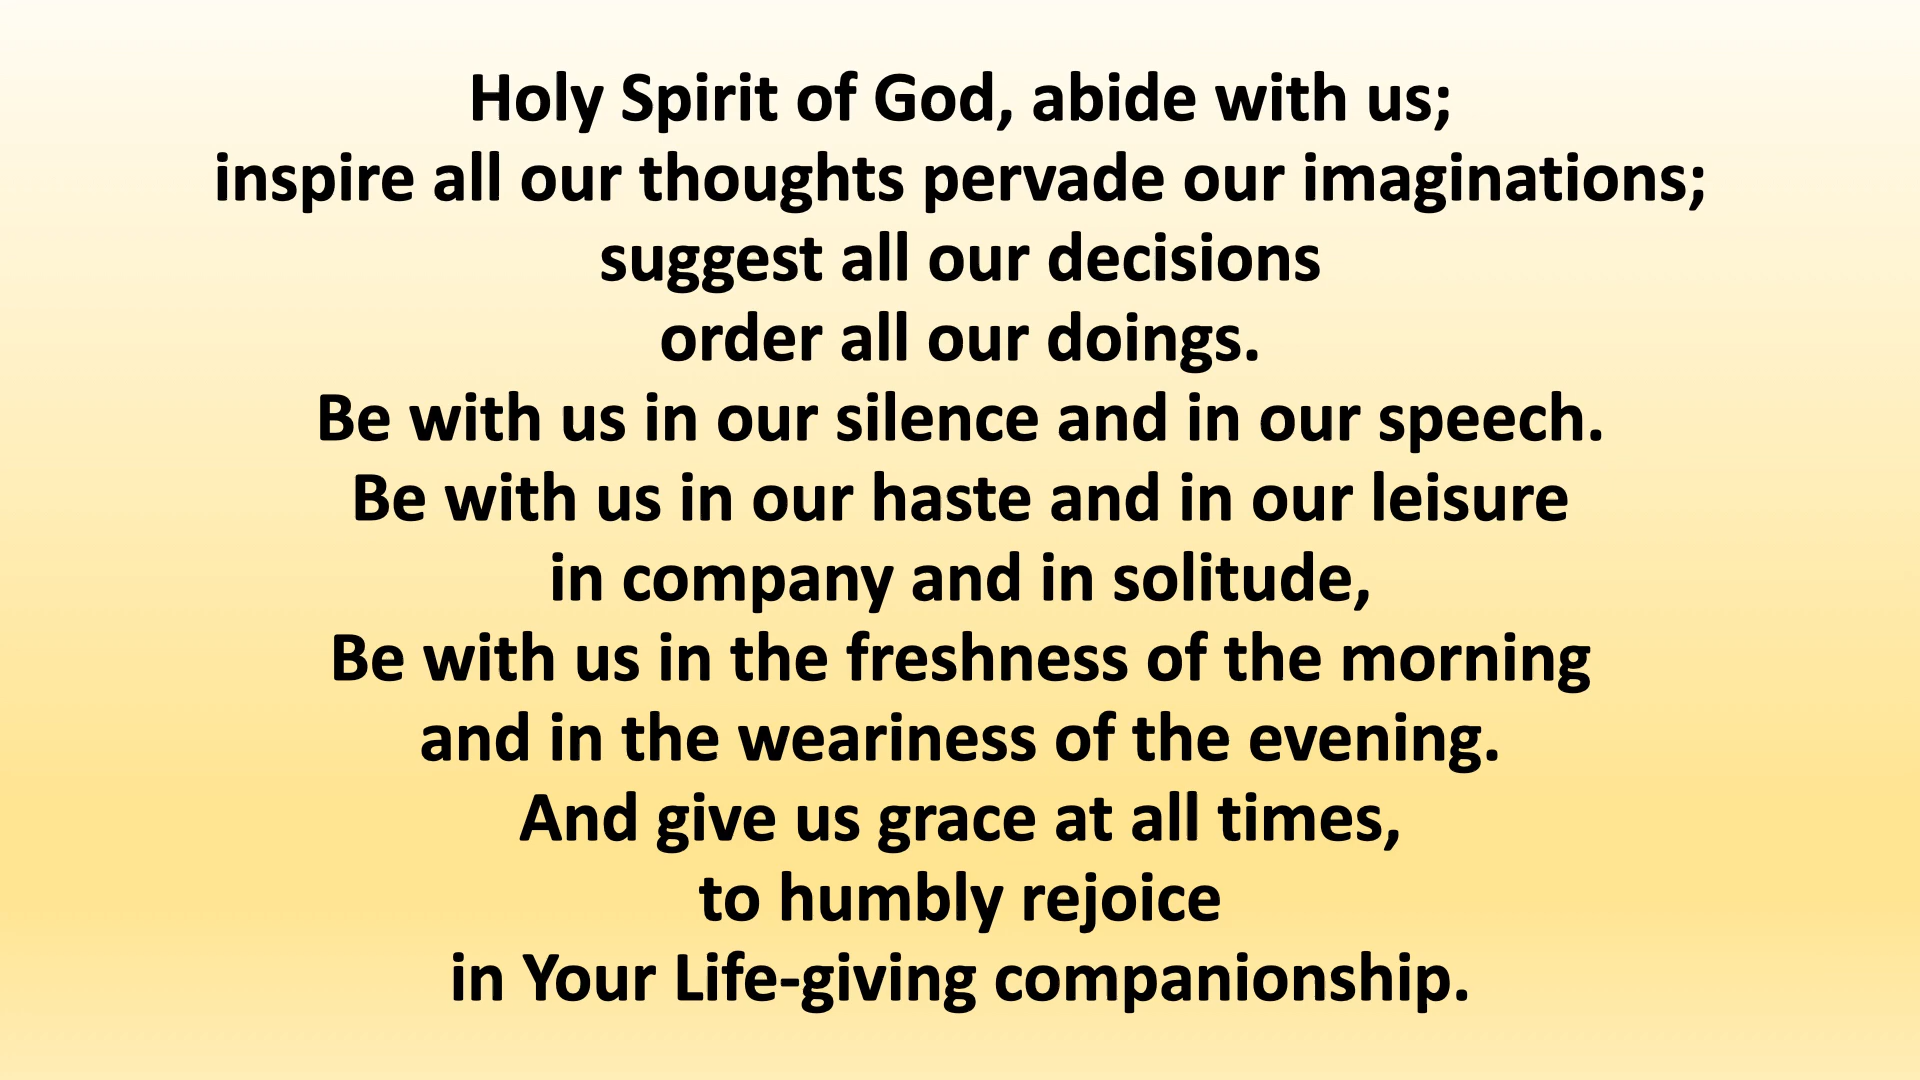 Holy Spirit of God, abide with us;
inspire all our thoughts pervade our imaginations;
suggest all our decisions
order all our doings.
Be with us in our silence and in our speech.
Be with us in our haste and in our leisure
in company and in solitude,
Be with us in the freshness of the morning
and in the weariness of the evening.
And give us grace at all times,
to humbly rejoice
in Your Life-giving companionship.